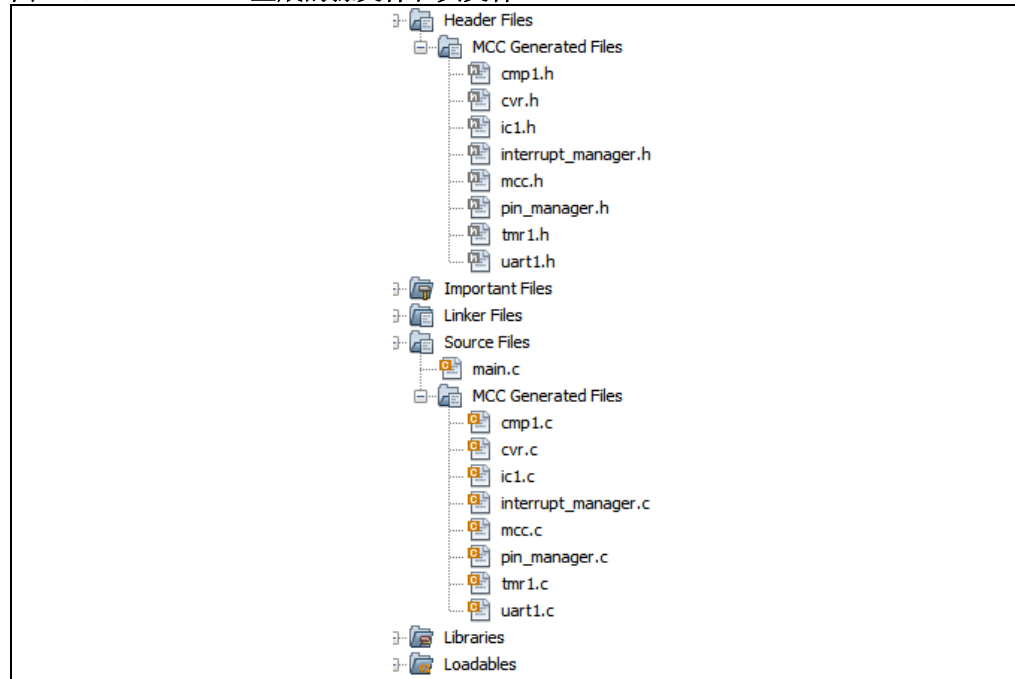 Header Files
MCC Generated Files
cmp1.h
cvr.h
ic1.h
interrupt_manager.h
mcc.h
pin_manager.h
tmr1.h
uart1.h
Important Files
Linker Files
Source Files
main.c
MCC Generated Files
cmp1.c
cvr.c
ic1.c
interrupt_manager.c
mcc.c
pin_manager.c
tmr1.c
uart1.c
Libraries
Loadables